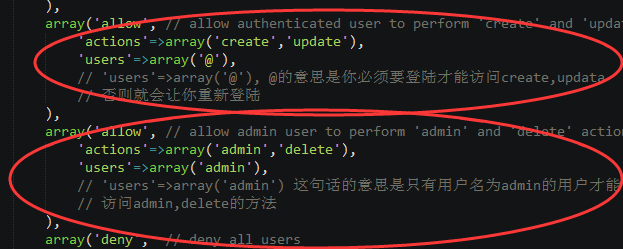 ),
array('allow', // allow authenticated user to perform 'create' and 'upda
'actions'=>array('create','update'),
'users'=>array('@'),
// 'users'=>array('@'), @的意思是你必须要登陆才能访问create,updata
// 否则就会让你重新登陆
),
array('allow', // allow admin user to perform 'admin' and 'delete' actio
'actions'=>array('admin','delete'),
'users'=>array('admin'),
// 'users'=>array('admin') 这句话的意思是只有用户名为admin的用户才能
// 访问admin,delete的方法
),
array('deny', // deny all users